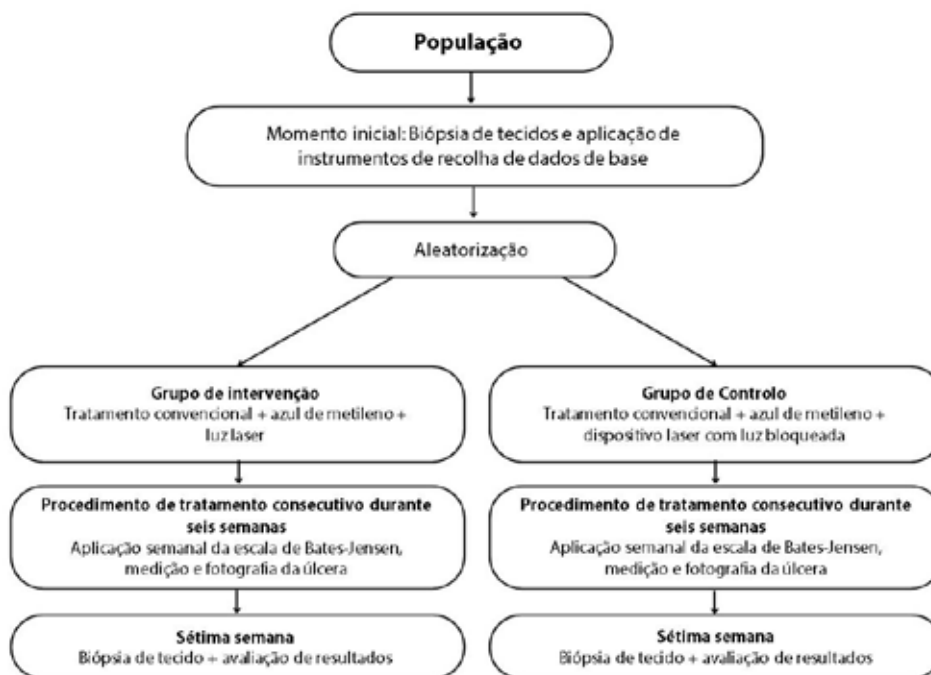 População
Momento inicial: Biópsia de tecidos e aplicação de
instrumentos de recolha de dados de base
Aleatorização
Grupo de intervenção
Tratamento convencional + azul de metileno +
luz laser
Grupo de Controlo
Tratamento convencional + azul de metileno +
dispositivo laser com luz bloqueada
Procedimento de tratamento consecutivo durante
seis semanas
Aplicação semanal da escala de Bates-Jensen,
medição e fotografia da úlcera
Procedimento de tratamento consecutivo durante
seis semanas
Aplicação semanal da escala de Bates-Jensen,
medição e fotografia da úlcera
Sétima semana
Biópsia de tecido + avaliação de resultados
Sétima semana
Biópsia de tecido + avaliação de resultados